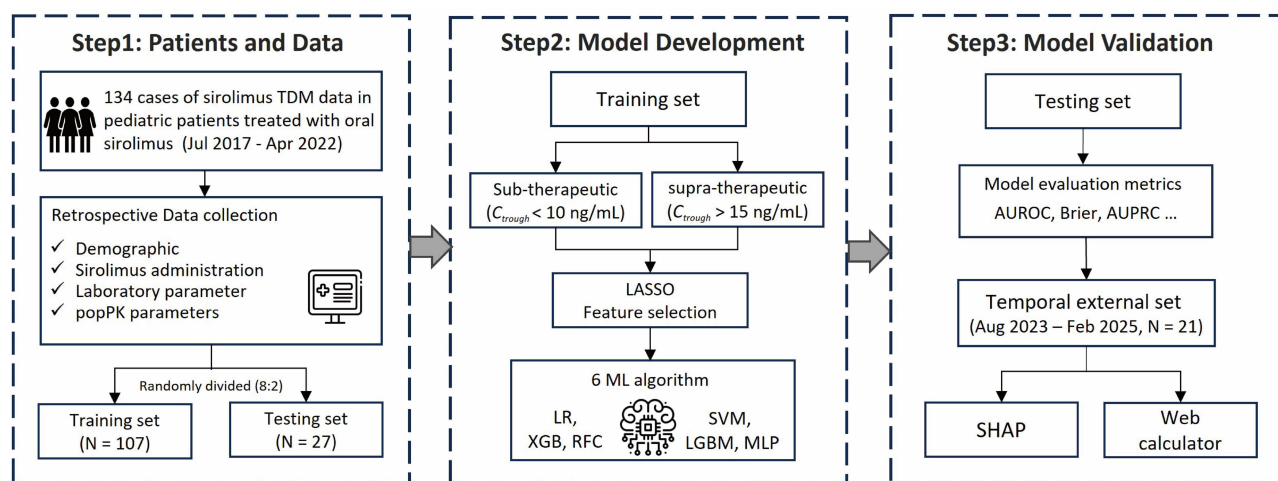 Step1: Patients and Data
134 cases of sirolimus TDM data in
pediatric patients treated with oral
sirolimus (Jul 2017 - Apr 2022)
Retrospective Data collection
✓ Demographic
✓ Sirolimus administration
✓ Laboratory parameter
✓ popPK parameters
Randomly divided (8:2)
Training set
(N = 107)
Testing set
(N = 27)
Step2: Model Development
Training set
Sub-therapeutic
(Ctrough < 10 ng/mL)
supra-therapeutic
(Ctrough > 15 ng/mL)
LASSO
Feature selection
6 ML algorithm
LR,
XGB, RFC
SVM,
LGBM, MLP
Step3: Model Validation
Testing set
Model evaluation metrics
AUROC, Brier, AUPRC ...
Temporal external set
(Aug 2023 – Feb 2025, N = 21)
SHAP
Web
calculator